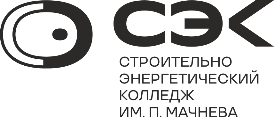 СЭК
СТРОИТЕЛЬНО
ЭНЕРГЕТИЧЕСКИЙ
КОЛЛЕДЖ
ИМ. П. МАЧНЕВА